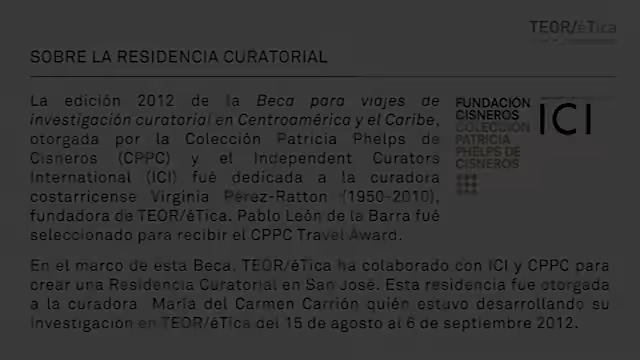 TEOR/éTica
SOBRE LA RESIDENCIA CURATORIAL
La edición 2012 de la Beca para viajes de
investigación curatorial en Centroamérica y el Caribe,
otorgada por la Colección Patricia Phelps de
Cisneros (CPPC) y el Independent Curators
International (ICI) fué dedicada a la curadora
costarricense Virginia Pérez-Ratton (1950-2010),
fundadora de TEOR/éTica. Pablo León de la Barra fué
seleccionado para recibir el CPPC Travel Award.
FUNDACIÓN
CISNEROS
COLECCIÓN
PATRICIA
PHELPS DE
CISNEROS
ICI
En el marco de esta Beca, TEOR/éTica ha colaborado con ICI y CPPC para
crear una Residencia Curatorial en San José. Esta residencia fue otorgada
a la curadora María del Carmen Carrión quién estuvo desarrollando su
investigación en TEOR/éTica del 15 de agosto al 6 de septiembre 2012.